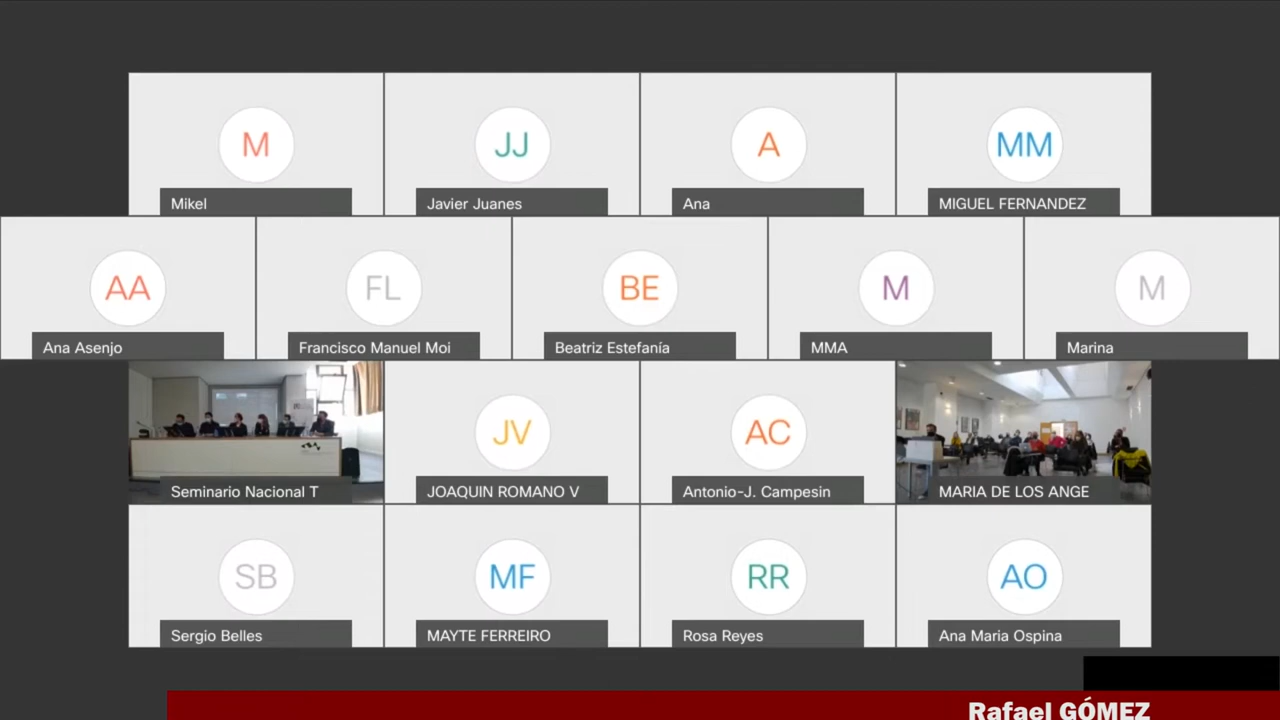 M
JJ
A
MM
Mikel
Javier Juanes
Ana
MIGUEL FERNANDEZ
AA
FL
BE
M
M
Ana Asenjo
Francisco Manuel Moi
Beatriz Estefanía
MMA
Marina
JV
AC
Seminario Nacional T
JOAQUIN ROMANO V
Antonio-J. Campesin
MARIA DE LOS ANGE
SB
MF
RR
AO
Sergio Belles
MAYTE FERREIRO
Rosa Reyes
Ana Maria Ospina
Rafael GÓMEZ